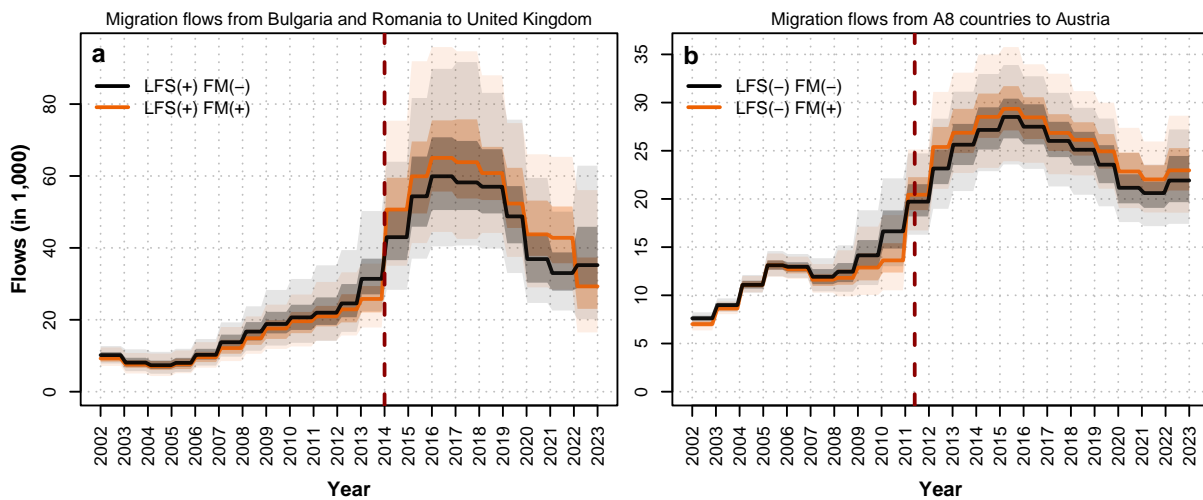 Migration flows from Bulgaria and Romania to United Kingdom
a
LFS(+) FM(−)
LFS(+) FM(+)
Flows (in 1,000)
0
20
40
60
80
2002 2003 2004 2005 2006 2007 2008 2009 2010 2011 2012 2013 2014 2015 2016 2017 2018 2019 2020 2021 2022 2023
Year
Migration flows from A8 countries to Austria
b
LFS(−) FM(−)
LFS(−) FM(+)
0
5
10
15
20
25
30
35
2002 2003 2004 2005 2006 2007 2008 2009 2010 2011 2012 2013 2014 2015 2016 2017 2018 2019 2020 2021 2022 2023
Year